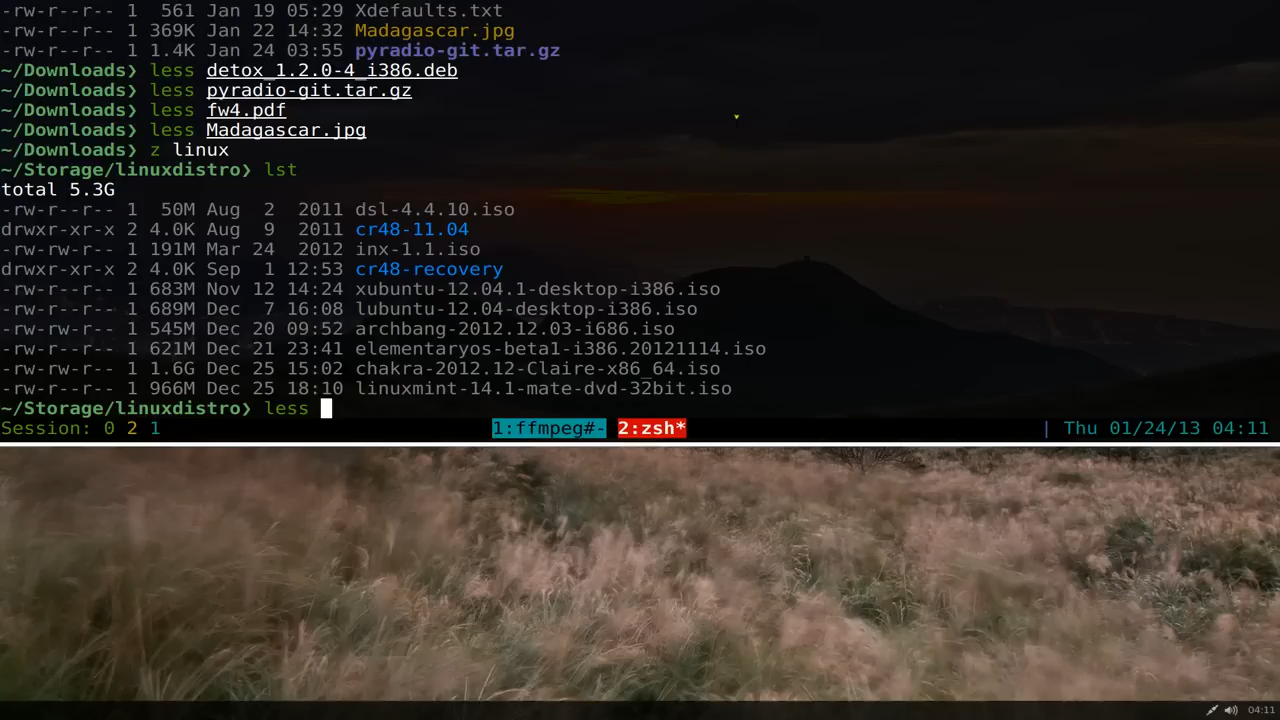 -rw-r--r-- 1  561 Jan 19 05:29 Xdefaults.txt
-rw-r--r-- 1 369K Jan 22 14:32 Madagascar.jpg
-rw-r--r-- 1 1.4K Jan 24 03:55 pyradio-git.tar.gz
~/Downloads❯ less detox_1.2.0-4_i386.deb
~/Downloads❯ less pyradio-git.tar.gz
~/Downloads❯ less fw4.pdf
~/Downloads❯ less Madagascar.jpg
~/Downloads❯ z linux
~/Storage/linuxdistro❯ lst
total 5.3G
-rw-r--r-- 1  50M Aug  2  2011 dsl-4.4.10.iso
drwxr-xr-x 2 4.0K Aug  9  2011 cr48-11.04
-rw-rw-r-- 1 191M Mar 24  2012 inx-1.1.iso
drwxr-xr-x 2 4.0K Sep  1 12:53 cr48-recovery
-rw-r--r-- 1 683M Nov 12 14:24 xubuntu-12.04.1-desktop-i386.iso
-rw-r--r-- 1 689M Dec  7 16:08 lubuntu-12.04-desktop-i386.iso
-rw-rw-r-- 1 545M Dec 20 09:52 archbang-2012.12.03-i686.iso
-rw-r--r-- 1 621M Dec 21 23:41 elementaryos-beta1-i386.20121114.iso
-rw-r--r-- 1 1.6G Dec 25 15:02 chakra-2012.12-Claire-x86_64.iso
-rw-r--r-- 1 966M Dec 25 18:10 linuxmint-14.1-mate-dvd-32bit.iso
~/Storage/linuxdistro❯ less
Session: 0 2 1 1:ffmpeg#- 2:zsh* | Thu 01/24/13 04:11
04:11